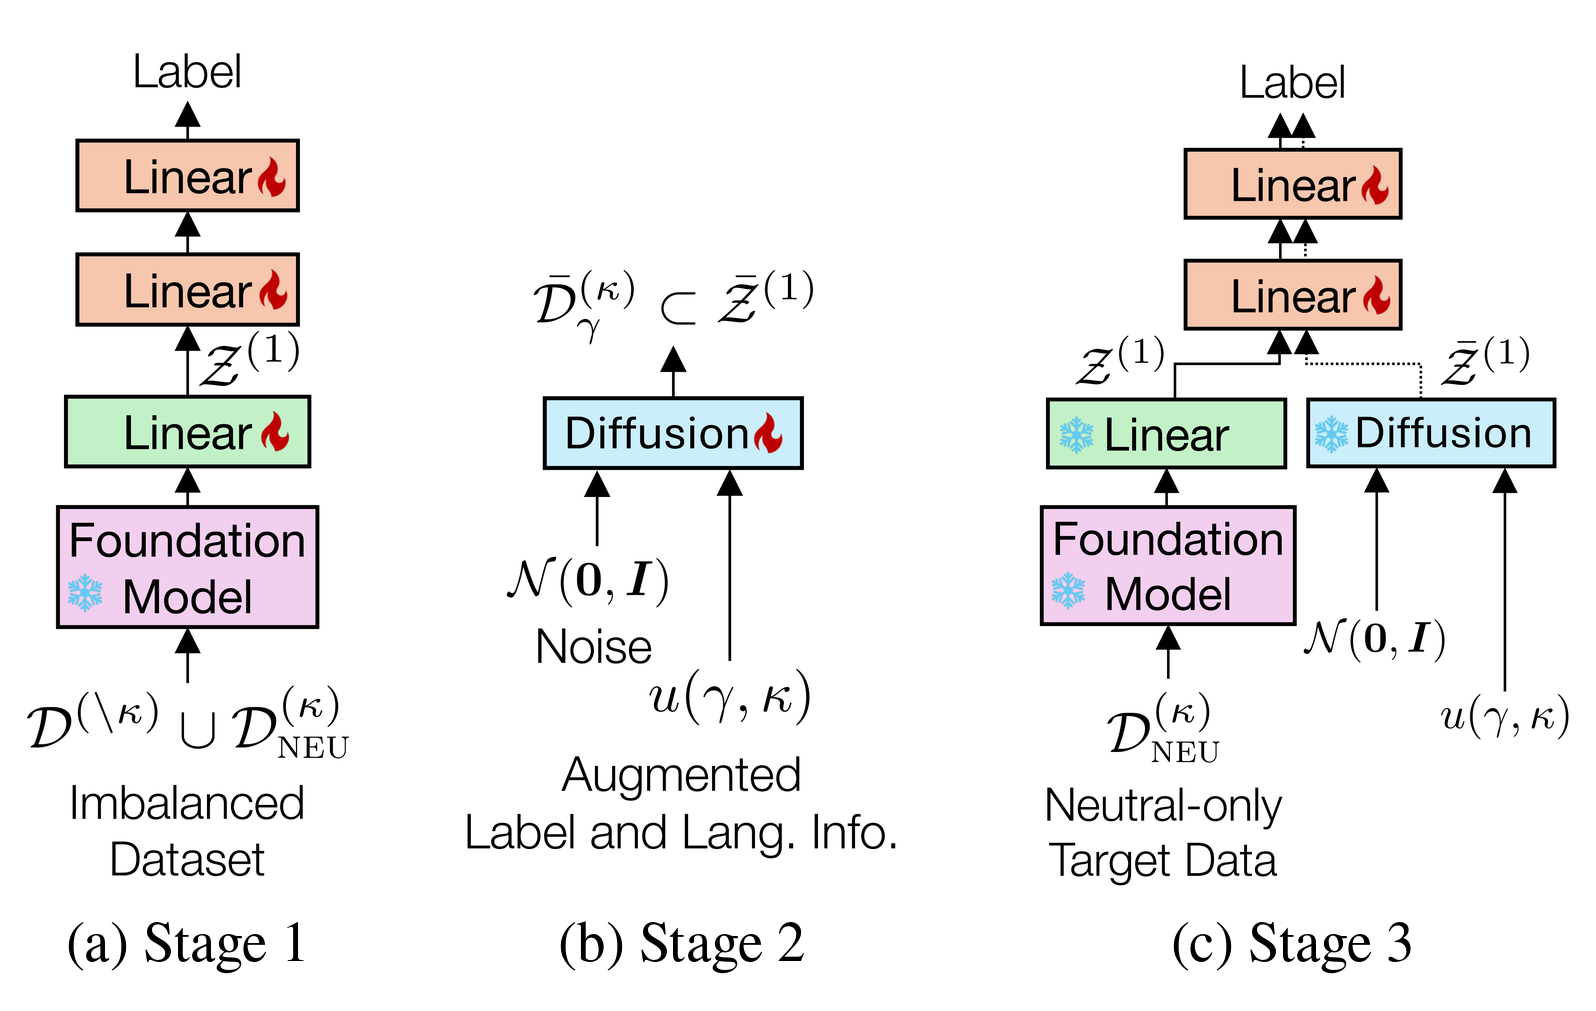 Label
Linear
Linear
𝒵^(1)
Linear
Foundation
Model
𝒟^(\κ) ∪ 𝒟_NEU^(κ)
Imbalanced
Dataset
(a) Stage 1
𝒟̄_γ^(κ) ⊂ 𝒵̄^(1)
Diffusion
𝒩(𝟎, 𝑰)
Noise
u(γ, κ)
Augmented
Label and Lang. Info.
(b) Stage 2
Label
Linear
Linear
𝒵^(1)
𝒵̄^(1)
Linear
Diffusion
Foundation
Model
𝒩(𝟎, 𝑰)
𝒟_NEU^(κ)
u(γ, κ)
Neutral-only
Target Data
(c) Stage 3